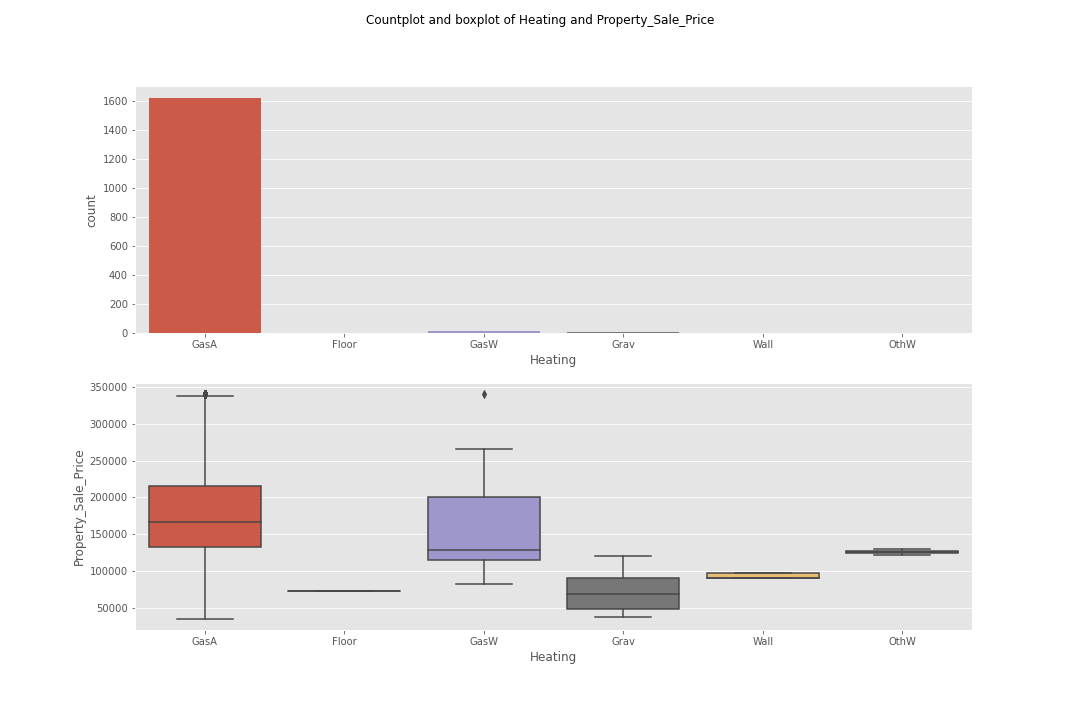 Countplot and boxplot of Heating and Property_Sale_Price
1600
1400
1200
1000
800
600
400
200
0
count
GasA Floor GasW Grav Wall OthW
Heating
350000
300000
250000
200000
150000
100000
50000
Property_Sale_Price
GasA Floor GasW Grav Wall OthW
Heating